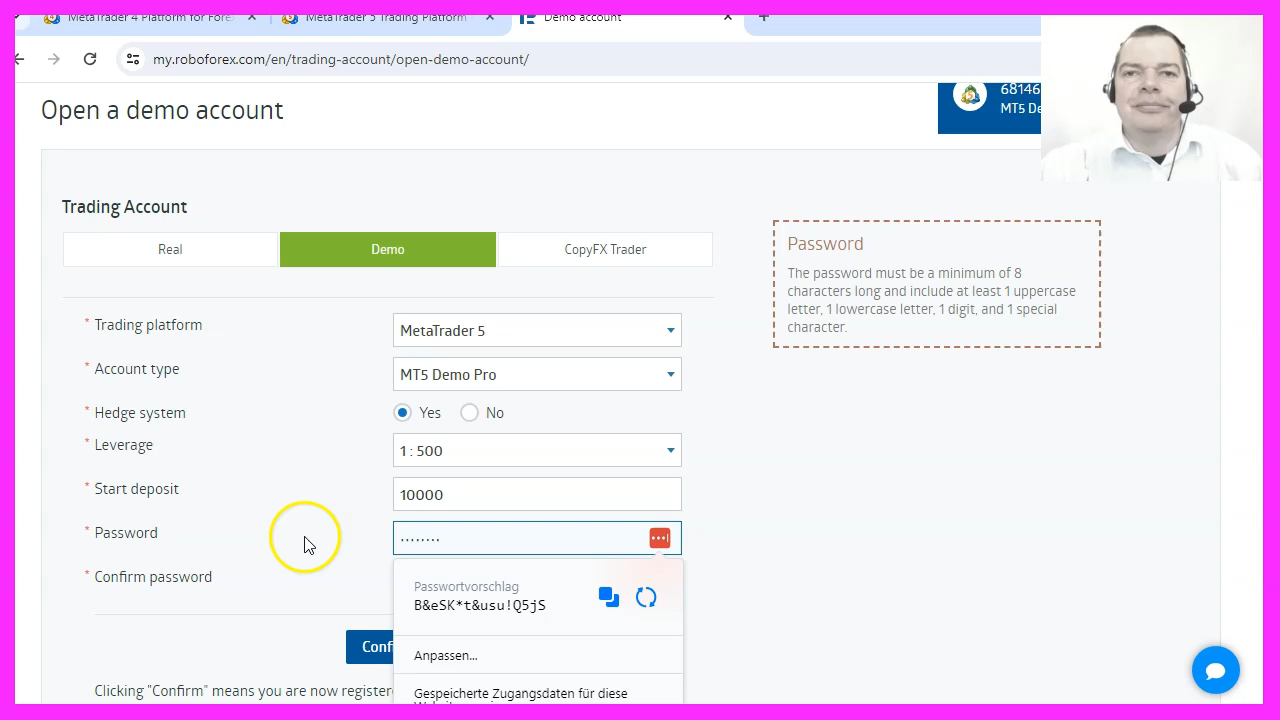 MetaTrader 4 Platform for Fore
MetaTrader 5 Trading Platform
Demo account
my.roboforex.com/en/trading-account/open-demo-account/
Open a demo account
68146
MT5 De
Trading Account
Real
Demo
CopyFX Trader
Password
The password must be a minimum of 8
characters long and include at least 1 uppercase
letter, 1 lowercase letter, 1 digit, and 1 special
character.
* Trading platform
MetaTrader 5
* Account type
MT5 Demo Pro
* Hedge system
Yes
No
* Leverage
1 : 500
* Start deposit
10000
* Password
········
* Confirm password
Passwortvorschlag
B&eSK*t&usu!Q5jS
Conf
Anpassen...
Clicking "Confirm" means you are now registere
Gespeicherte Zugangsdaten für diese